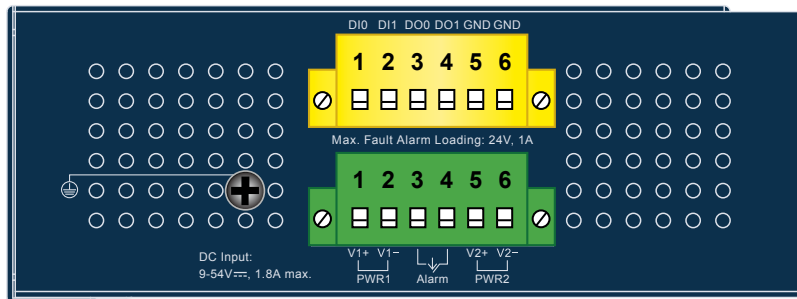 DI0 DI1 DO0 DO1 GND GND
1 2 3 4 5 6
Max. Fault Alarm Loading: 24V, 1A
1 2 3 4 5 6
V1+ V1− V2+ V2−
PWR1 Alarm PWR2
DC Input:
9-54V⎓, 1.8A max.